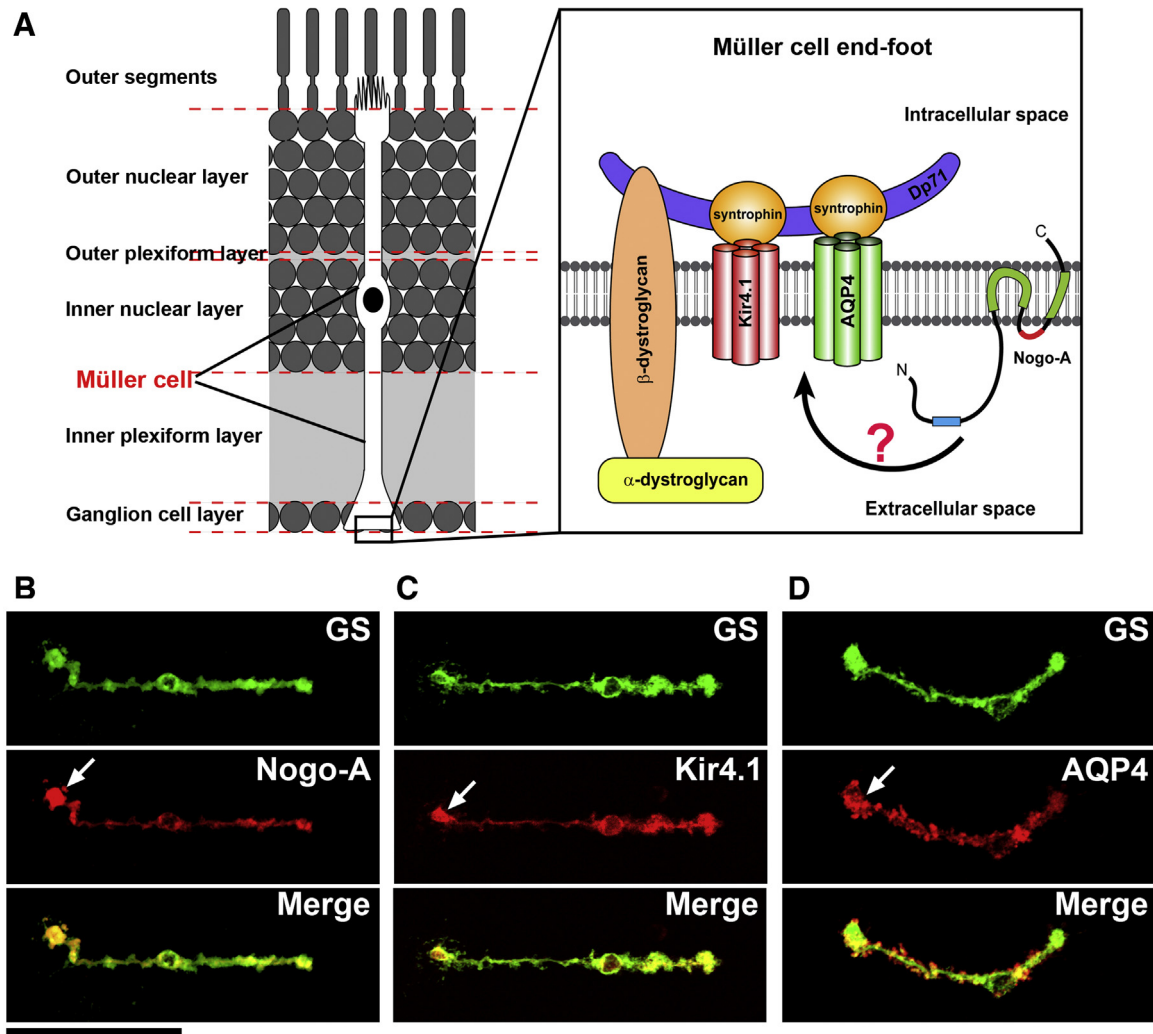 A
Outer segments
Outer nuclear layer
Outer plexiform layer
Inner nuclear layer
Müller cell
Inner plexiform layer
Ganglion cell layer
Müller cell end-foot
Intracellular space
Dp71
syntrophin
syntrophin
C
β-dystroglycan
Kir4.1
AQP4
Nogo-A
N
?
α-dystroglycan
Extracellular space
B
GS
Nogo-A
Merge
C
GS
Kir4.1
Merge
D
GS
AQP4
Merge